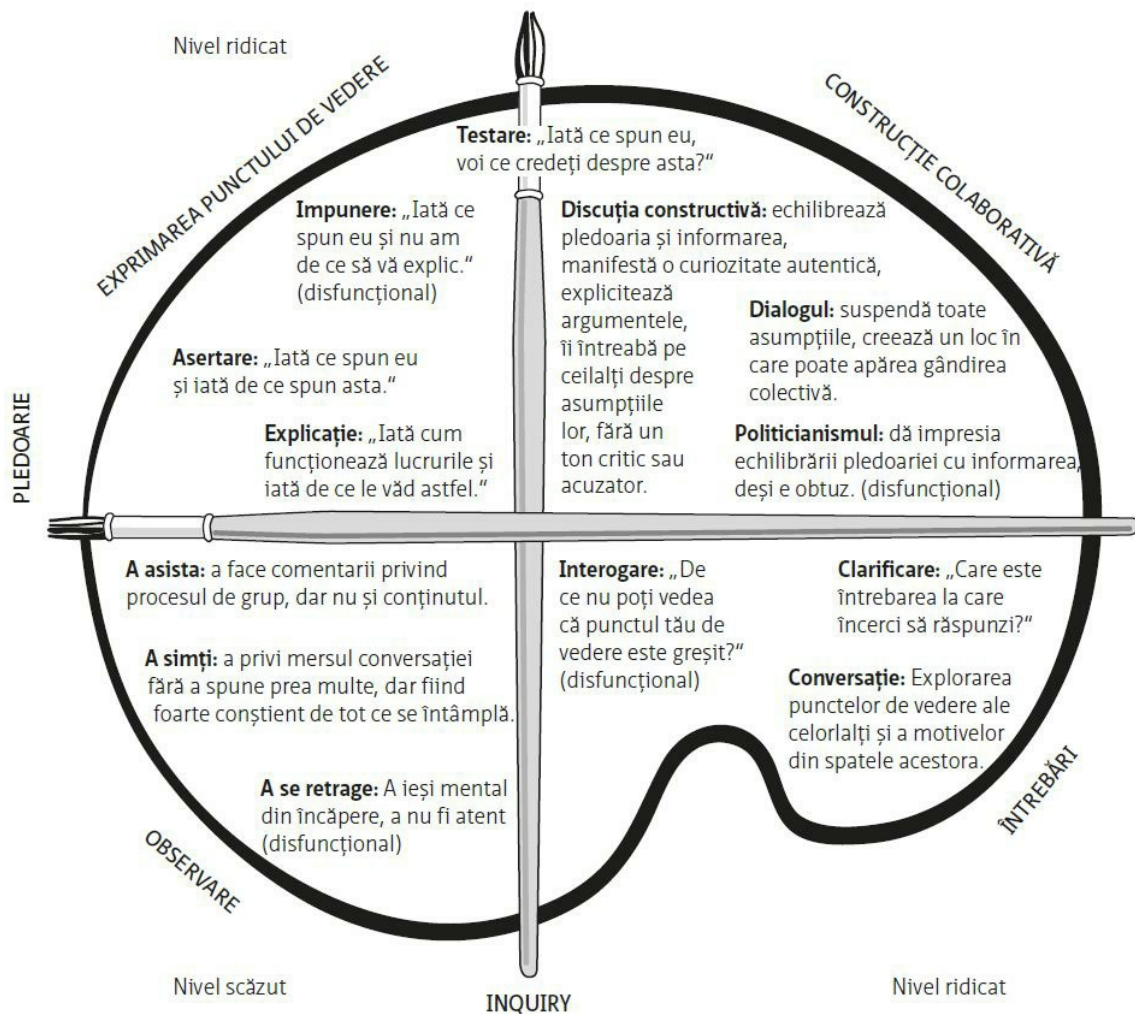 Nivel ridicat
EXPRIMAREA PUNCTULUI DE VEDERE
CONSTRUCȚIE COLABORATIVĂ
Testare: „Iată ce spun eu,
voi ce credeți despre asta?“
Impunere: „Iată ce
spun eu și nu am
de ce să vă explic.“
(disfuncțional)
Asertare: „Iată ce spun eu
și iată de ce spun asta.“
Explicație: „Iată cum
funcționează lucrurile și
iată de ce le văd astfel.“
Discuția constructivă: echilibrează
pledoaria și informarea,
manifestă o curiozitate autentică,
explicitează
argumentele,
îi întreabă pe
ceilalți despre
asumpțiile
lor, fără un
ton critic sau
acuzator.
Dialogul: suspendă toate
asumpțiile, creează un loc în
care poate apărea gândirea
colectivă.
Politicianismul: dă impresia
echilibrării pledoariei cu informarea,
deși e obtuz. (disfuncțional)
PLEDOARIE
A asista: a face comentarii privind
procesul de grup, dar nu și conținutul.
A simți: a privi mersul conversației
fără a spune prea multe, dar fiind
foarte conștient de tot ce se întâmplă.
A se retrage: A ieși mental
din încăpere, a nu fi atent
(disfuncțional)
Interogare: „De
ce nu poți vedea
că punctul tău de
vedere este greșit?“
(disfuncțional)
Clarificare: „Care este
întrebarea la care
încerci să răspunzi?“
Conversație: Explorarea
punctelor de vedere ale
celorlalți și a motivelor
din spatele acestora.
OBSERVARE
ÎNTREBĂRI
Nivel scăzut
INQUIRY
Nivel ridicat